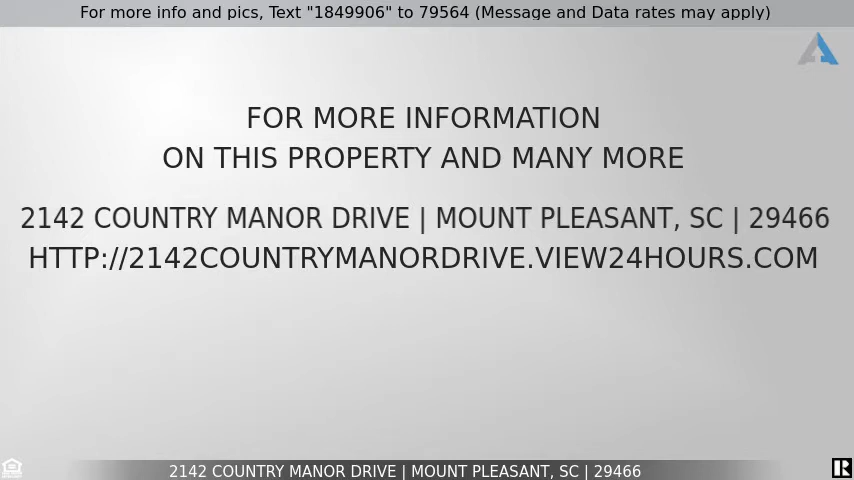 For more info and pics, Text "1849906" to 79564 (Message and Data rates may apply)
FOR MORE INFORMATION
ON THIS PROPERTY AND MANY MORE
2142 COUNTRY MANOR DRIVE | MOUNT PLEASANT, SC | 29466
HTTP://2142COUNTRYMANORDRIVE.VIEW24HOURS.COM
2142 COUNTRY MANOR DRIVE | MOUNT PLEASANT, SC | 29466